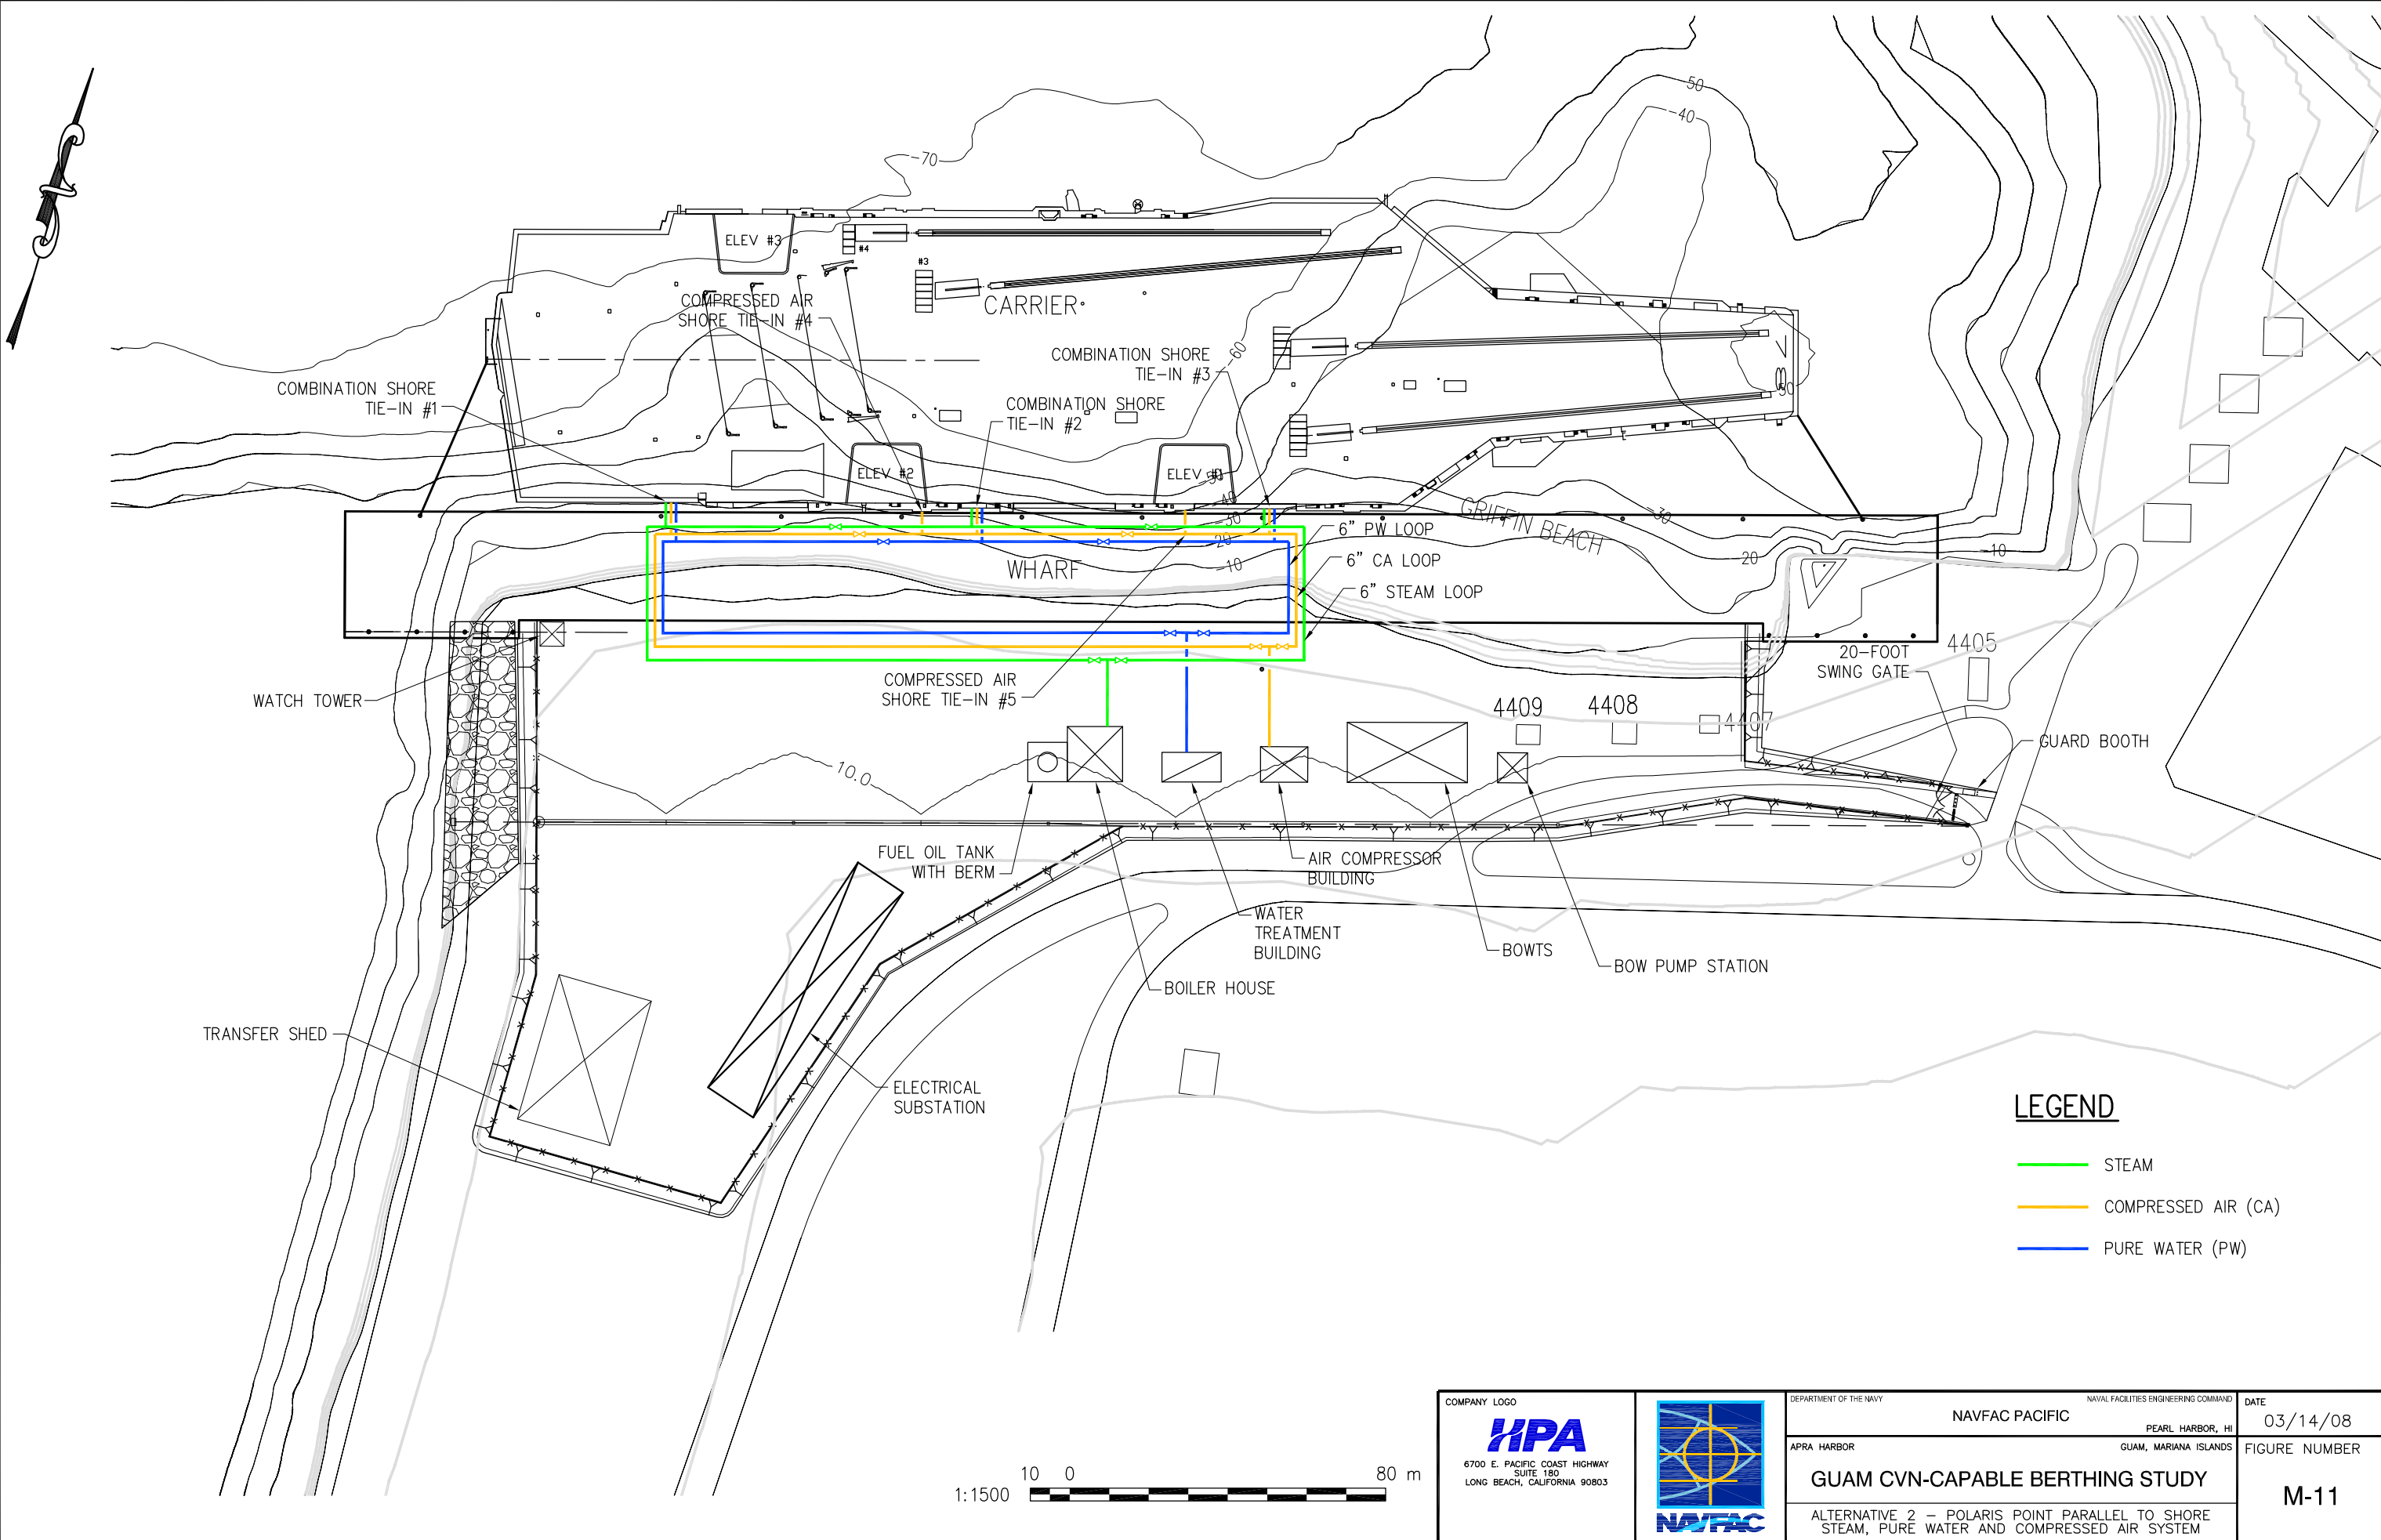 -50
-40
-70
ELEV #3
#4
#3
COMPRESSED AIR
SHORE TIE-IN #4
CARRIER
-60
COMBINATION SHORE
TIE-IN #3
COMBINATION SHORE
TIE-IN #1
COMBINATION SHORE
TIE-IN #2
50
ELEV #2
ELEV #1
-50
-40
-30
-20
-10
GRIFFIN BEACH
-30
-20
-10
6" PW LOOP
6" CA LOOP
6" STEAM LOOP
WHARF
WATCH TOWER
COMPRESSED AIR
SHORE TIE-IN #5
20-FOOT
SWING GATE
4405
4409
4408
4407
GUARD BOOTH
10.0
FUEL OIL TANK
WITH BERM
AIR COMPRESSOR
BUILDING
WATER
TREATMENT
BUILDING
BOWTS
BOW PUMP STATION
BOILER HOUSE
TRANSFER SHED
ELECTRICAL
SUBSTATION
LEGEND
STEAM
COMPRESSED AIR (CA)
PURE WATER (PW)
10 0 80 m
1:1500
COMPANY LOGO
HPA
6700 E. PACIFIC COAST HIGHWAY
SUITE 180
LONG BEACH, CALIFORNIA 90803
NAVFAC
DEPARTMENT OF THE NAVY NAVAL FACILITIES ENGINEERING COMMAND
NAVFAC PACIFIC
PEARL HARBOR, HI
APRA HARBOR GUAM, MARIANA ISLANDS
GUAM CVN-CAPABLE BERTHING STUDY
ALTERNATIVE 2 – POLARIS POINT PARALLEL TO SHORE
STEAM, PURE WATER AND COMPRESSED AIR SYSTEM
DATE
03/14/08
FIGURE NUMBER
M-11